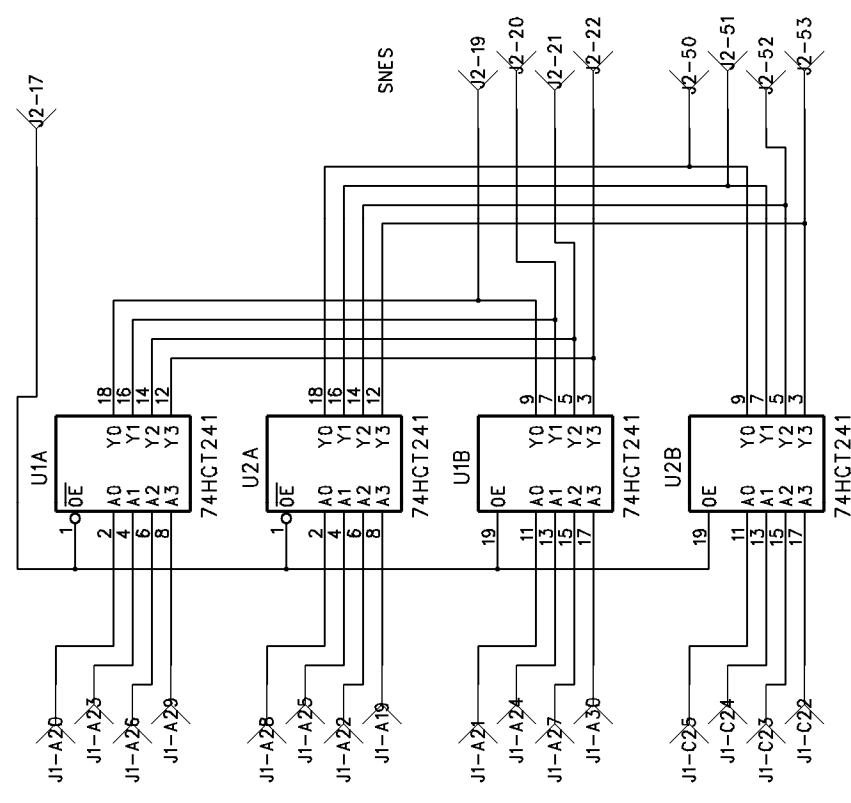 SNES
J2-17
J2-19
J2-20
J2-21
J2-22
J2-50
J2-51
J2-52
J2-53
U1A
18
16
14
12
OE
A0
A1
A2
A3
Y0
Y1
Y2
Y3
1
2
4
6
8
74HCT241
J1-A20
J1-A23
J1-A26
J1-A29
U2A
18
16
14
12
OE
A0
A1
A2
A3
Y0
Y1
Y2
Y3
1
2
4
6
8
74HCT241
J1-A28
J1-A25
J1-A22
J1-A19
U1B
9
7
5
3
OE
A0
A1
A2
A3
Y0
Y1
Y2
Y3
19
11
13
15
17
74HCT241
J1-A21
J1-A24
J1-A27
J1-A30
U2B
9
7
5
3
OE
A0
A1
A2
A3
Y0
Y1
Y2
Y3
19
11
13
15
17
74HCT241
J1-C25
J1-C24
J1-C23
J1-C22